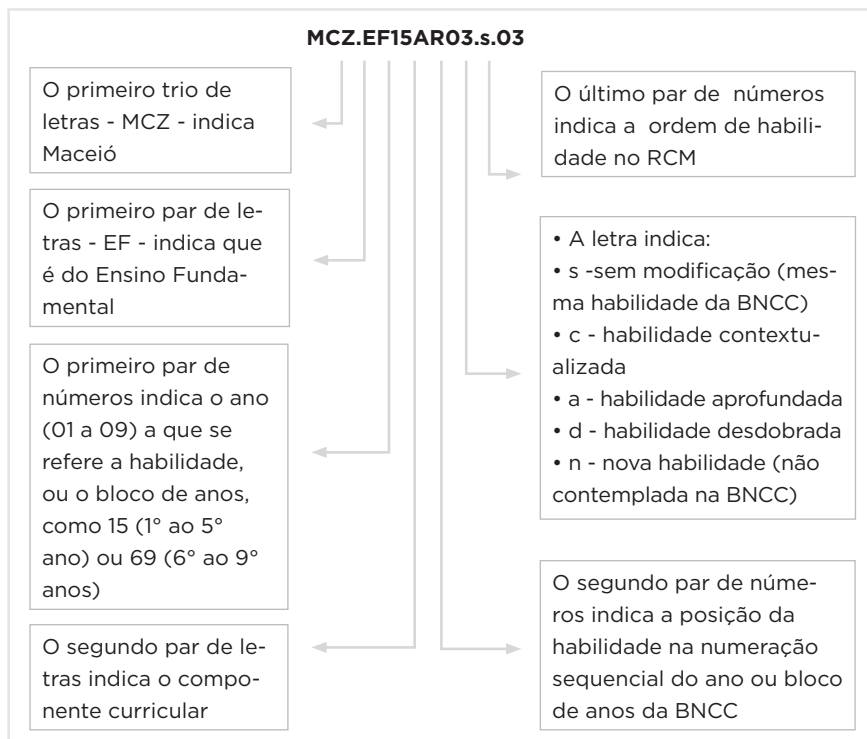 MCZ.EF15AR03.s.03
O primeiro trio de
letras - MCZ - indica
Maceió
O primeiro par de le-
tras - EF - indica que
é do Ensino Funda-
mental
O primeiro par de
números indica o ano
(01 a 09) a que se
refere a habilidade,
ou o bloco de anos,
como 15 (1° ao 5°
ano) ou 69 (6° ao 9°
anos)
O segundo par de le-
tras indica o compo-
nente curricular
O último par de números
indica a ordem de habili-
dade no RCM
• A letra indica:
• s -sem modificação (mes-
ma habilidade da BNCC)
• c - habilidade contextu-
alizada
• a - habilidade aprofundada
• d - habilidade desdobrada
• n - nova habilidade (não
contemplada na BNCC)
O segundo par de núme-
ros indica a posição da
habilidade na numeração
sequencial do ano ou bloco
de anos da BNCC